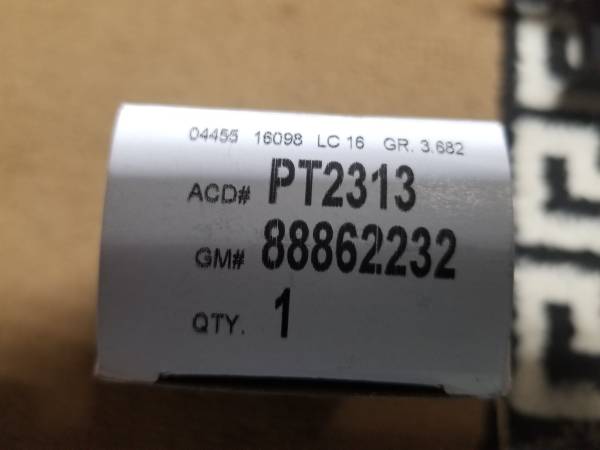 04455 16098 LC 16 GR. 3.682
ACD# PT2313
GM# 88862232
QTY. 1